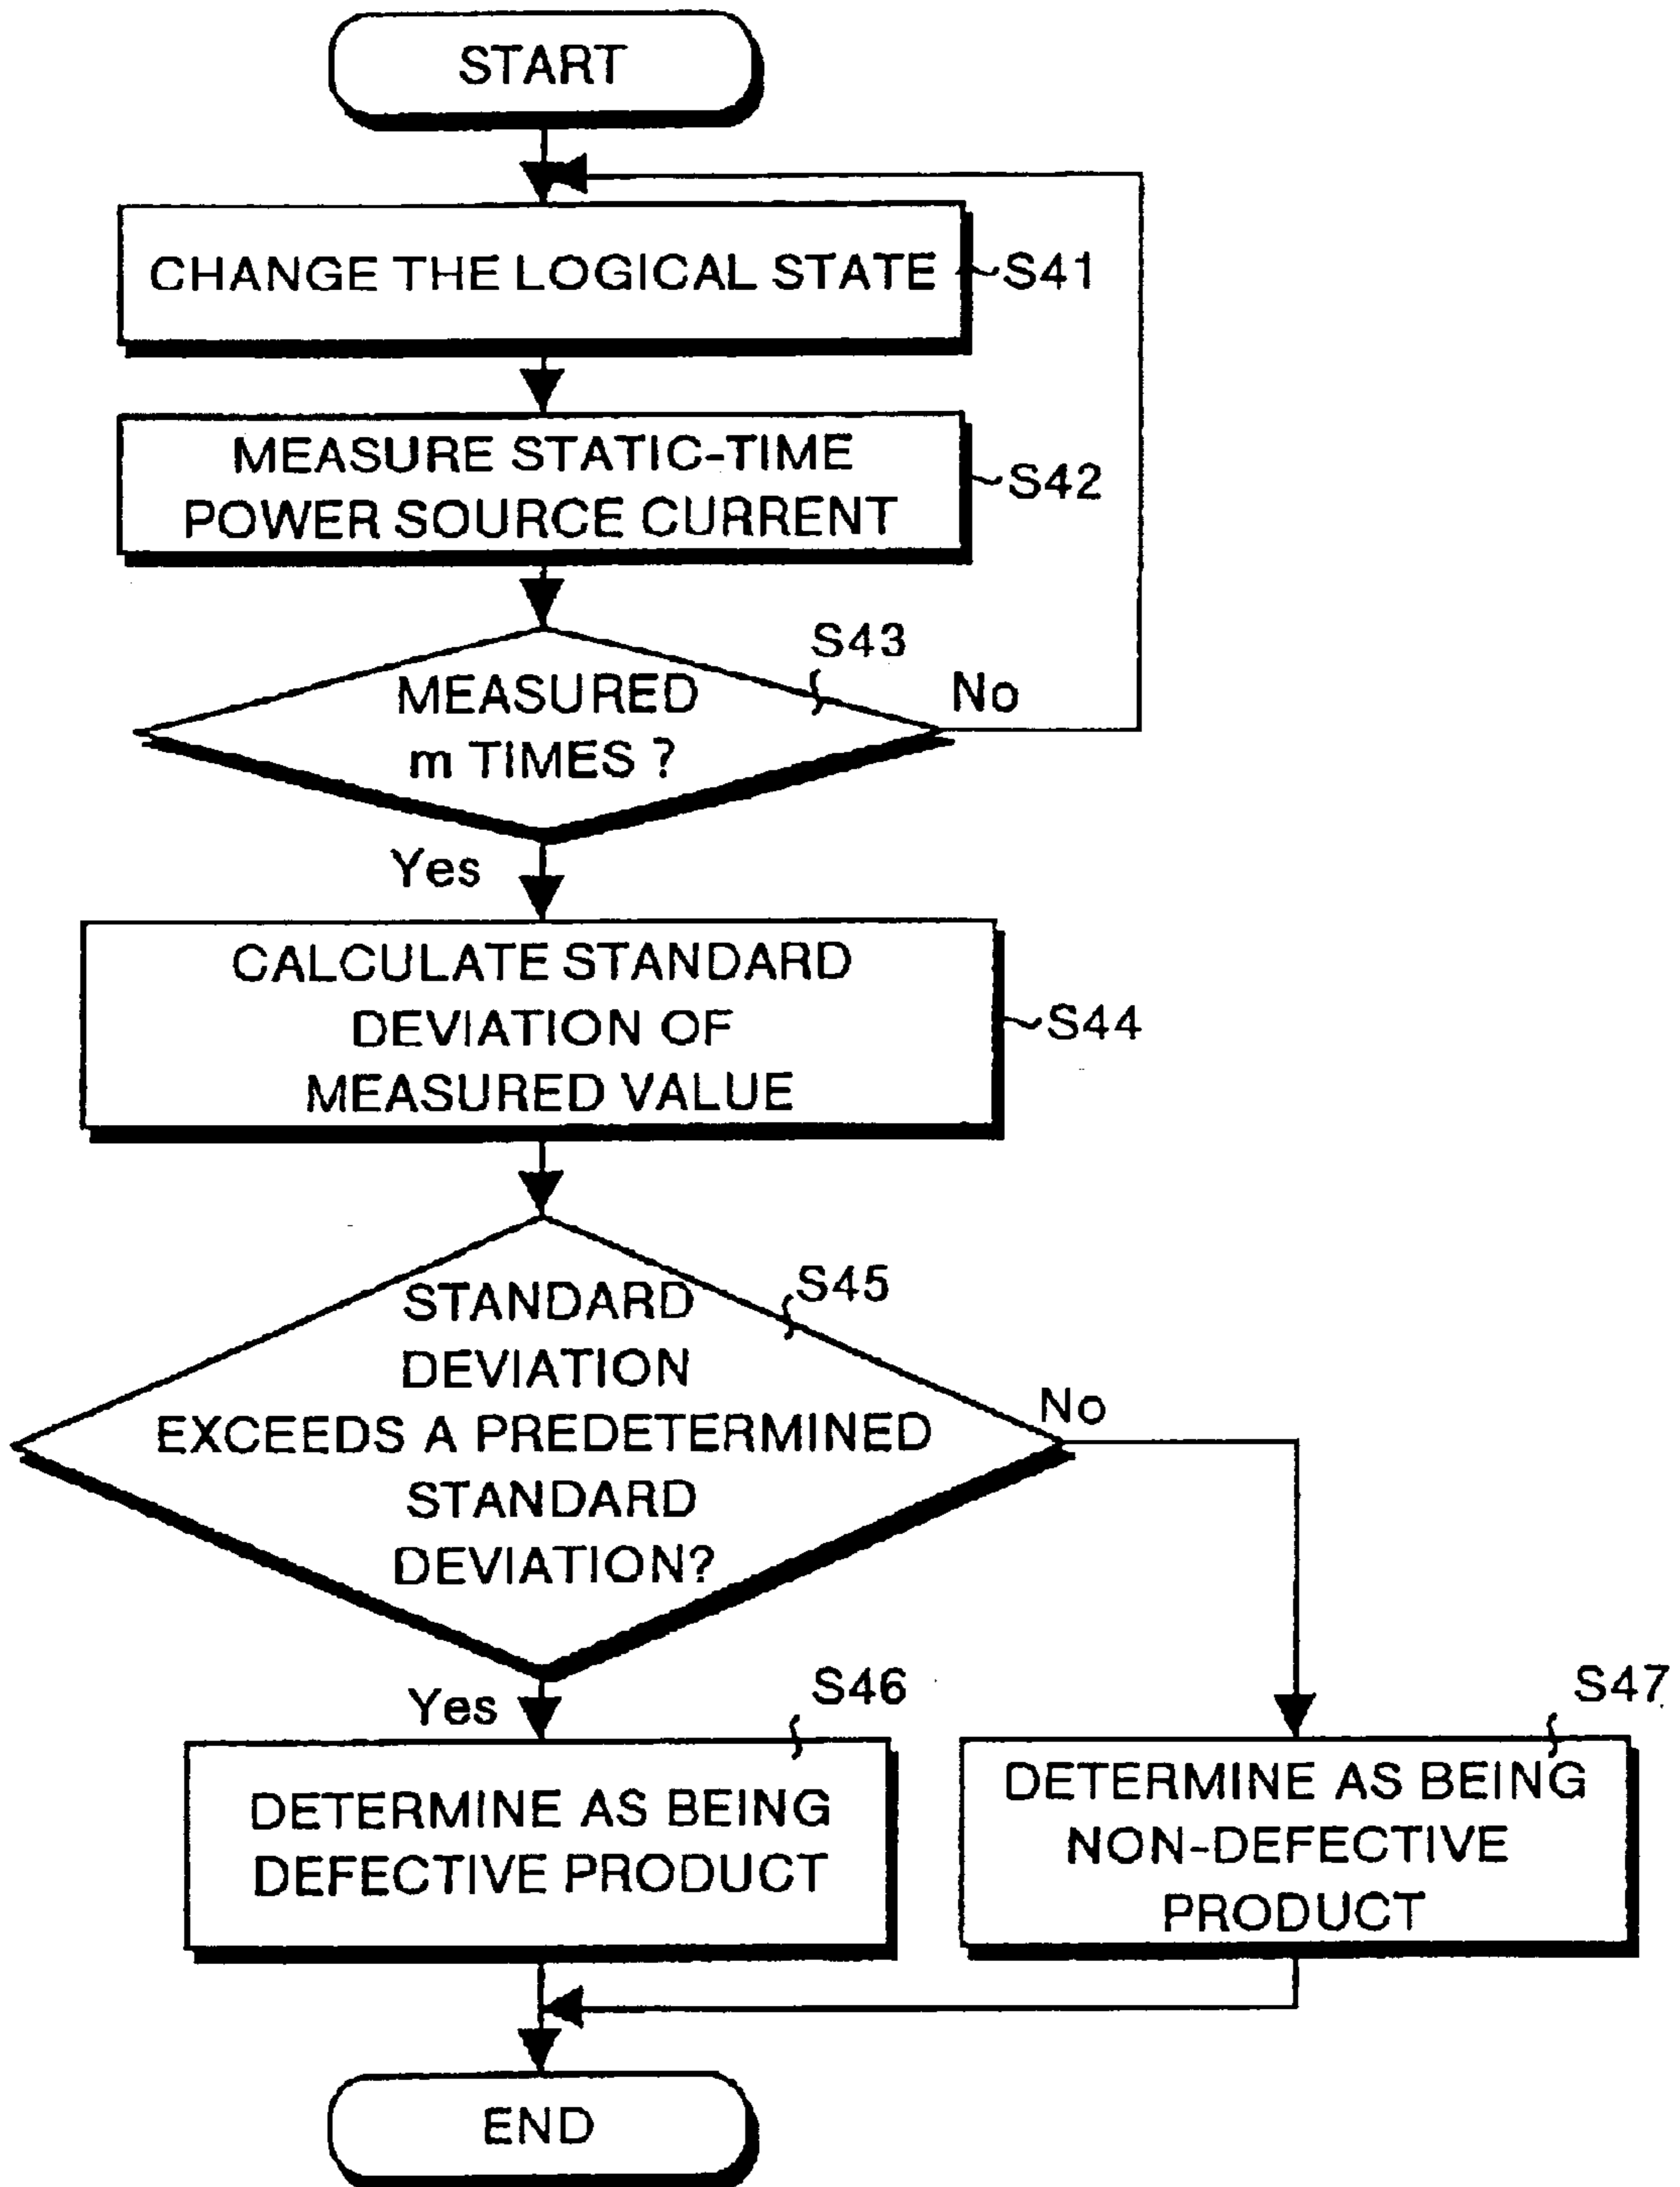 START
CHANGE THE LOGICAL STATE
S41
MEASURE STATIC-TIME
POWER SOURCE CURRENT
S42
S43
MEASURED
m TIMES ?
No
Yes
CALCULATE STANDARD
DEVIATION OF
MEASURED VALUE
S44
S45
STANDARD
DEVIATION
EXCEEDS A PREDETERMINED
STANDARD
DEVIATION?
No
Yes
S46
DETERMINE AS BEING
DEFECTIVE PRODUCT
S47
DETERMINE AS BEING
NON-DEFECTIVE
PRODUCT
END